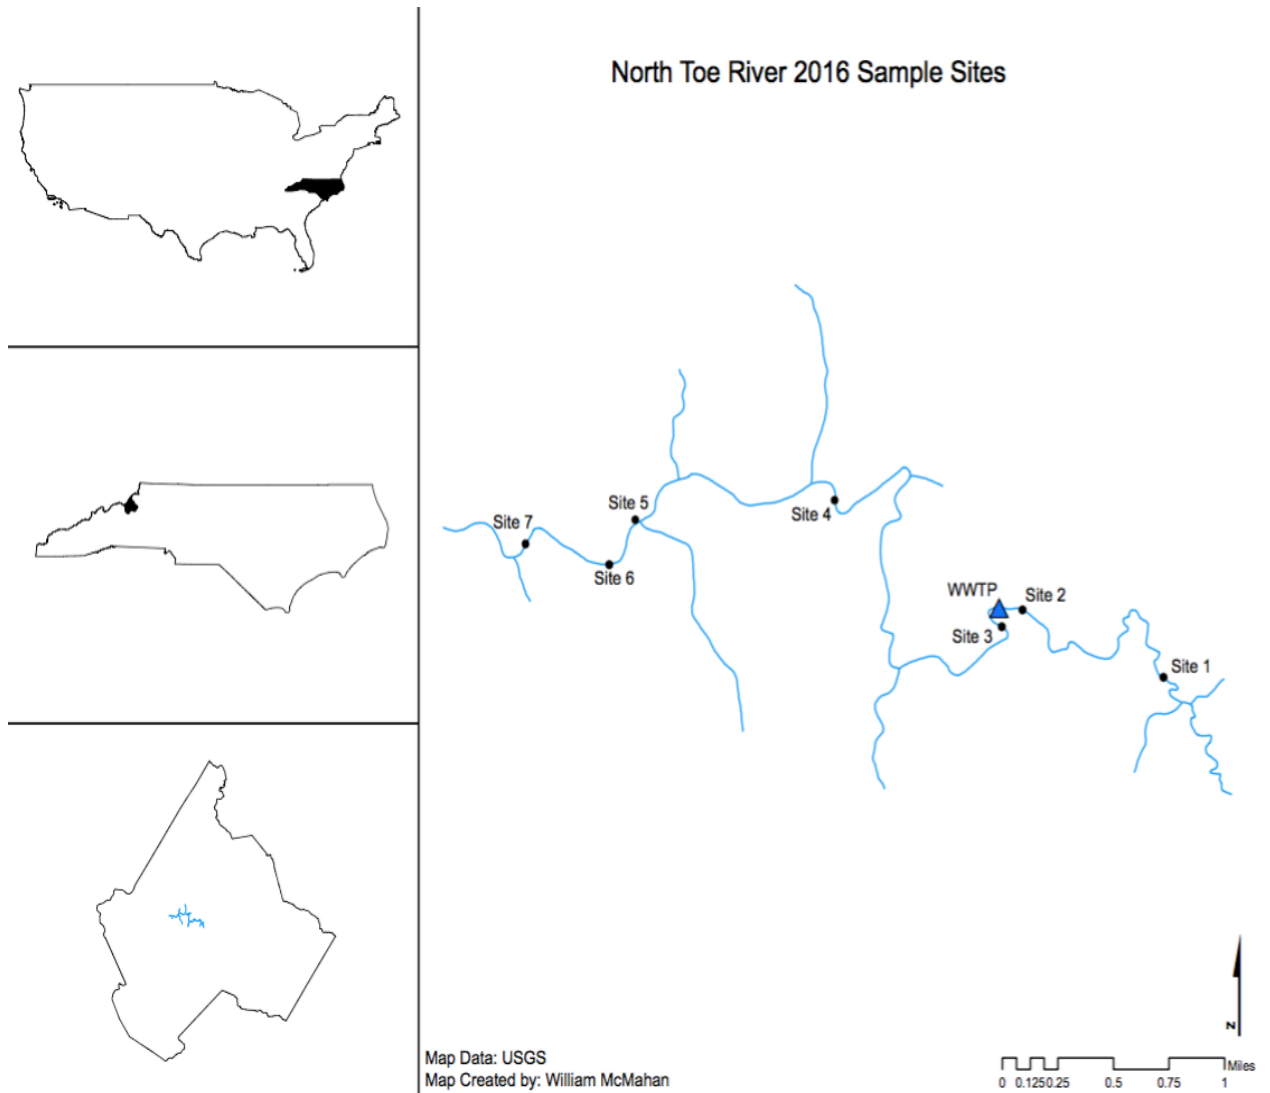 North Toe River 2016 Sample Sites
Site 5
Site 7
Site 4
Site 6
WWTP
Site 2
Site 3
Site 1
N
Map Data: USGS
Map Created by: William McMahan
Miles
0 0.1250.25 0.5 0.75 1